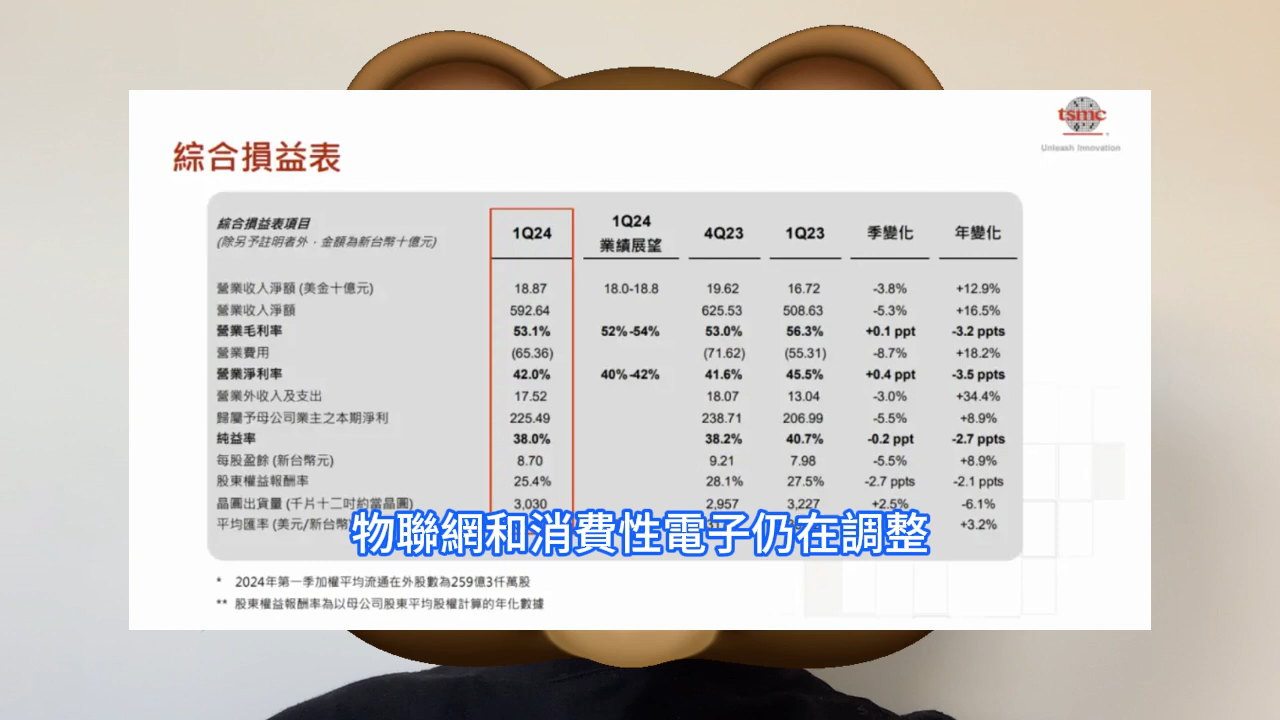 tsmc
Unleash Innovation
綜合損益表
綜合損益表項目
(除另予註明者外,金額為新台幣十億元)
1Q24
1Q24
業績展望
4Q23
1Q23
季變化
年變化
營業收入淨額 (美金十億元) 18.87 18.0-18.8 19.62 16.72 -3.8% +12.9%
營業收入淨額 592.64 625.53 508.63 -5.3% +16.5%
營業毛利率 53.1% 52%-54% 53.0% 56.3% +0.1 ppt -3.2 ppts
營業費用 (65.36) (71.62) (55.31) -8.7% +18.2%
營業淨利率 42.0% 40%-42% 41.6% 45.5% +0.4 ppt -3.5 ppts
營業外收入及支出 17.52 18.07 13.04 -3.0% +34.4%
歸屬予母公司業主之本期淨利 225.49 238.71 206.99 -5.5% +8.9%
純益率 38.0% 38.2% 40.7% -0.2 ppt -2.7 ppts
每股盈餘 (新台幣元) 8.70 9.21 7.98 -5.5% +8.9%
股東權益報酬率 25.4% 28.1% 27.5% -2.7 ppts -2.1 ppts
晶圓出貨量 (千片十二吋約當晶圓) 3,030 2,957 3,227 +2.5% -6.1%
平均匯率 (美元/新台幣 +3.2%
物聯網和消費性電子仍在調整
* 2024年第一季加權平均流通在外股數為259億3仟萬股
** 股東權益報酬率為以母公司股東平均股權計算的年化數據